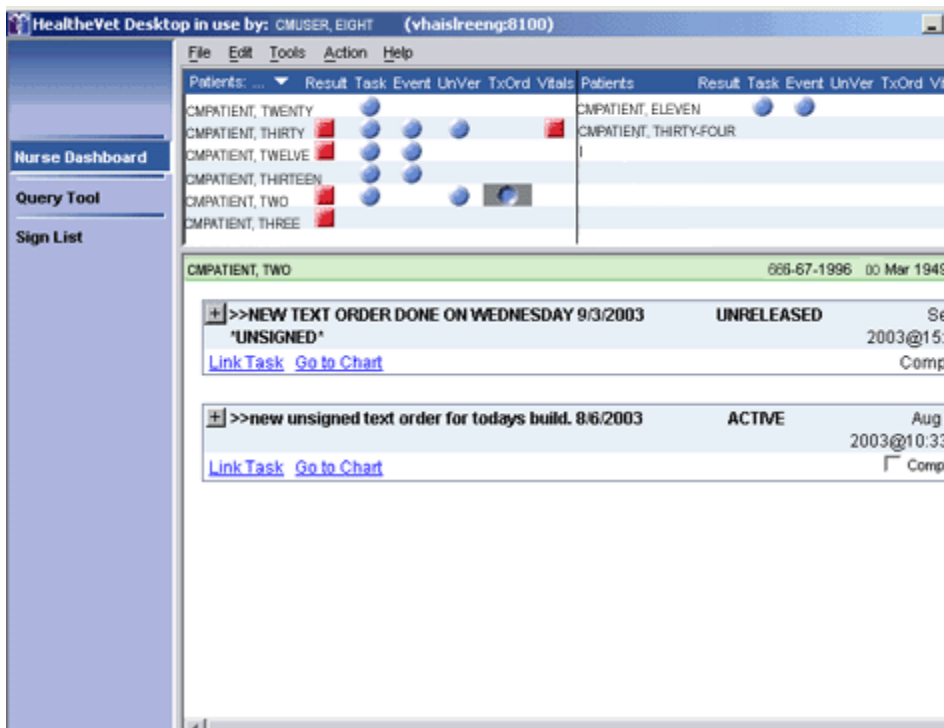 HealtheVet Desktop in use by: CMUSER, EIGHT (vhaislreeng:8100)
File Edit Tools Action Help
Nurse Dashboard
Query Tool
Sign List
Patients: ... Result Task Event UnVer TxOrd Vitals
CMPATIENT, TWENTY
CMPATIENT, THIRTY
CMPATIENT, TWELVE
CMPATIENT, THIRTEEN
CMPATIENT, TWO
CMPATIENT, THREE
Patients Result Task Event UnVer TxOrd Vi
CMPATIENT, ELEVEN
CMPATIENT, THIRTY-FOUR
CMPATIENT, TWO 666-67-1996 00 Mar 1949
>>NEW TEXT ORDER DONE ON WEDNESDAY 9/3/2003 UNRELEASED Se
*UNSIGNED* 2003@15:
Link Task Go to Chart Comp
>>new unsigned text order for todays build. 8/6/2003 ACTIVE Aug
2003@10:33
Link Task Go to Chart Comp